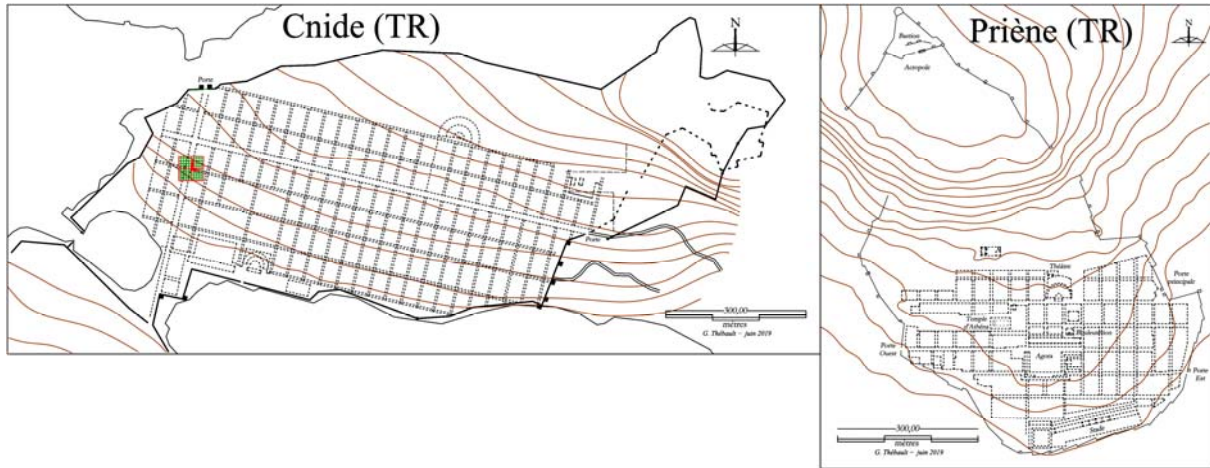 Cnide (TR)
N
Porte
Porte
300,00
mètres
G. Thébault - juin 2019
Priène (TR)
N
Bastion
Acropole
Théâtre
Porte
principale
Temple
d'Athéna
Bouleutérion
Porte
Ouest
Agora
Porte
Est
Stade
300,00
mètres
G. Thébault - juin 2019